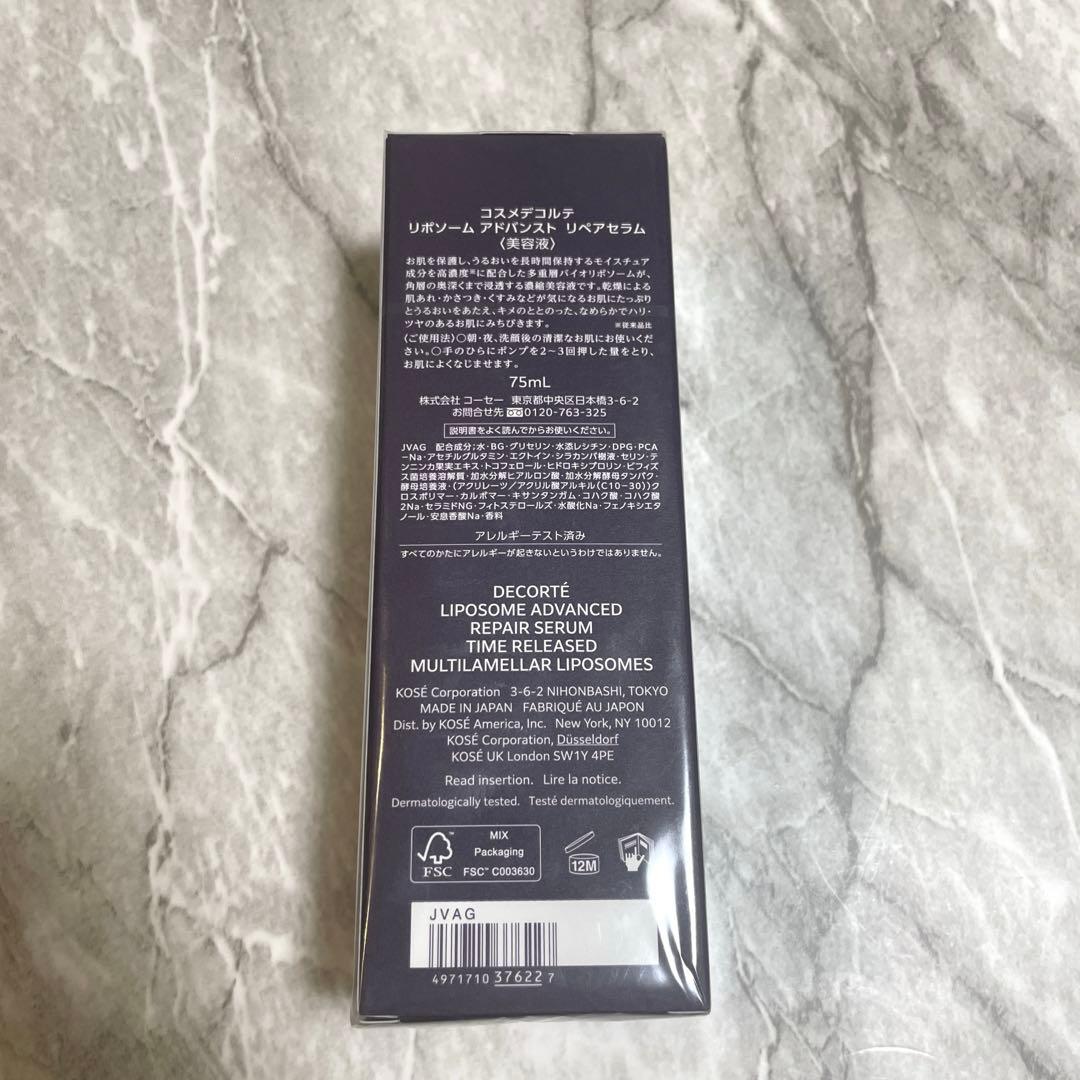 コスメデコルテ
リポソーム アドバンスト リペアセラム
〈美容液〉
お肌を保護し、うるおいを長時間保持するモイスチュア
成分を高濃度※に配合した多重層バイオリポソームが、
角層の奥深くまで浸透する濃縮美容液です。乾燥による
肌あれ・かさつき・くすみなどが気になるお肌にたっぷり
とうるおいをあたえ、キメのととのった、なめらかでハリ・
ツヤのあるお肌にみちびきます。 ※従来品比
〈ご使用法〉○朝・夜、洗顔後の清潔なお肌にお使いくだ
さい。○手のひらにポンプを2～3回押した量をとり、
お肌によくなじませます。
75mL
株式会社 コーセー 東京都中央区日本橋3-6-2
お問合せ先 0120-763-325
説明書をよく読んでからお使いください。
JVAG 配合成分;水・BG・グリセリン・水添レシチン・DPG・PCA
-Na・アセチルグルタミン・エクトイン・シラカンバ樹液・セリン・テ
ンニンカ果実エキス・トコフェロール・ヒドロキシプロリン・ビフィズ
ス菌培養溶解質・加水分解ヒアルロン酸・加水分解酵母タンパク・
酵母培養液・（アクリレーツ／アクリル酸アルキル（C10-30））ク
ロスポリマー・カルボマー・キサンタンガム・コハク酸・コハク酸
2Na・セラミドNG・フィトステロールズ・水酸化Na・フェノキシエタ
ノール・安息香酸Na・香料
アレルギーテスト済み
すべてのかたにアレルギーが起きないというわけではありません。
DECORTÉ
LIPOSOME ADVANCED
REPAIR SERUM
TIME RELEASED
MULTILAMELLAR LIPOSOMES
KOSÉ Corporation 3-6-2 NIHONBASHI, TOKYO
MADE IN JAPAN FABRIQUÉ AU JAPON
Dist. by KOSÉ America, Inc. New York, NY 10012
KOSÉ Corporation, Düsseldorf
KOSÉ UK London SW1Y 4PE
Read insertion. Lire la notice.
Dermatologically tested. Testé dermatologiquement.
FSC™
MIX
Packaging
FSC™ C003630
12M
JVAG
4971710 37622 7